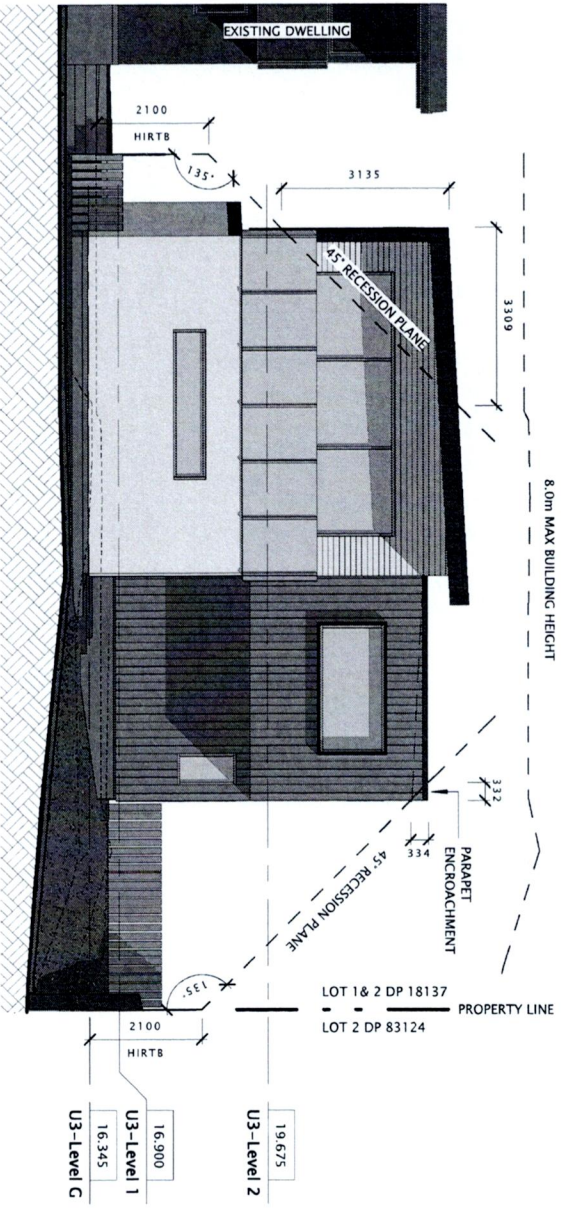 EXISTING DWELLING
2100
HIRTB
135°
3135
45° RECESSION PLANE
3309
8.0m MAX BUILDING HEIGHT
332
334
PARAPET
ENCROACHMENT
45° RECESSION PLANE
135°
LOT 1& 2 DP 18137
PROPERTY LINE
LOT 2 DP 83124
2100
HIRTB
19.675
U3-Level 2
16.900
U3-Level 1
16.345
U3-Level G